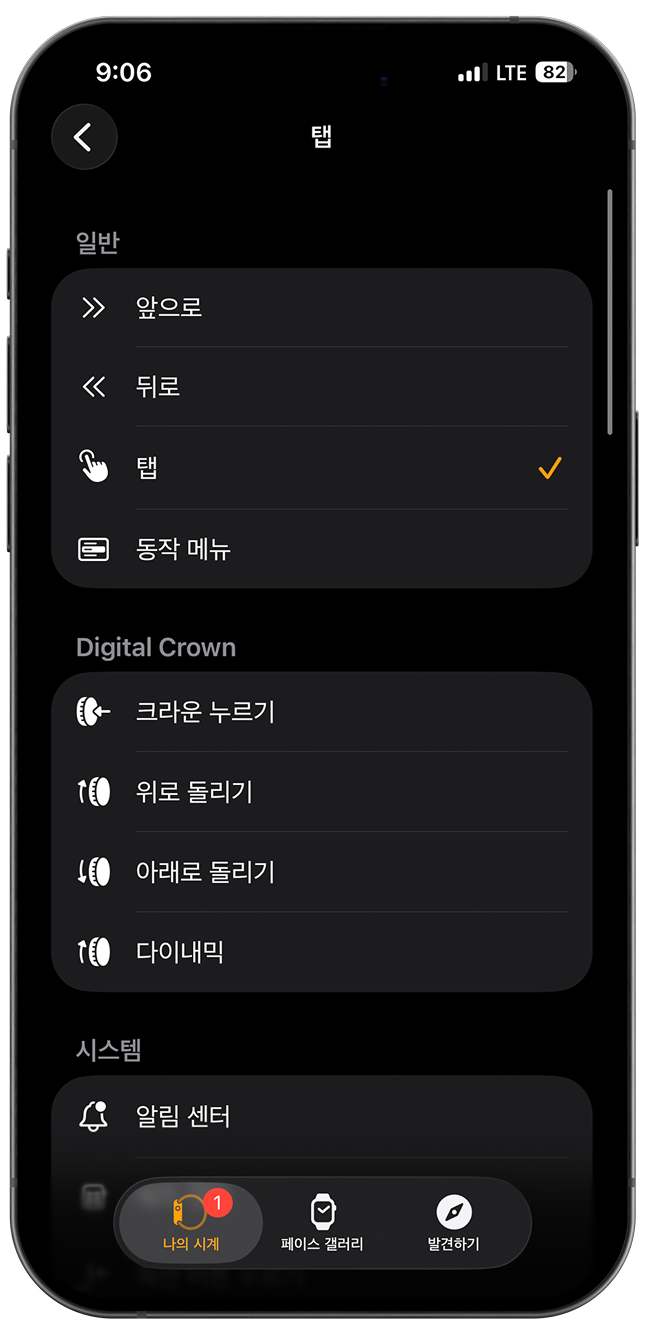 9:06
LTE 82
탭
일반
앞으로
뒤로
탭
동작 메뉴
Digital Crown
크라운 누르기
위로 돌리기
아래로 돌리기
다이내믹
시스템
알림 센터
1
나의 시계
페이스 갤러리
발견하기